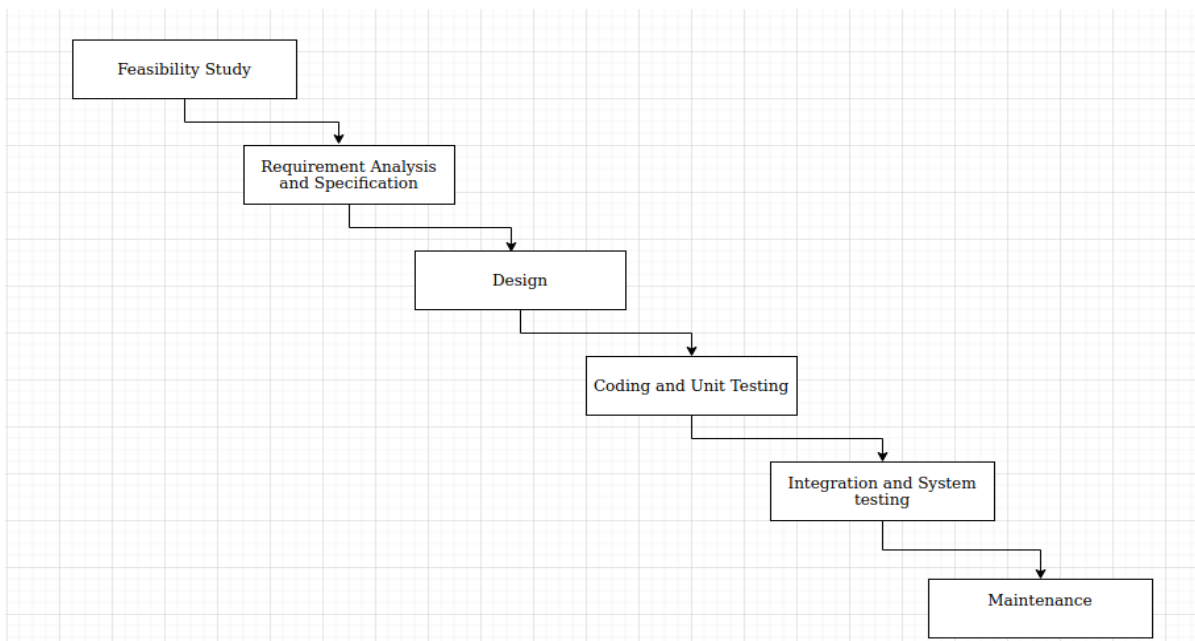 Feasibility Study
Requirement Analysis
and Specification
Design
Coding and Unit Testing
Integration and System
testing
Maintenance